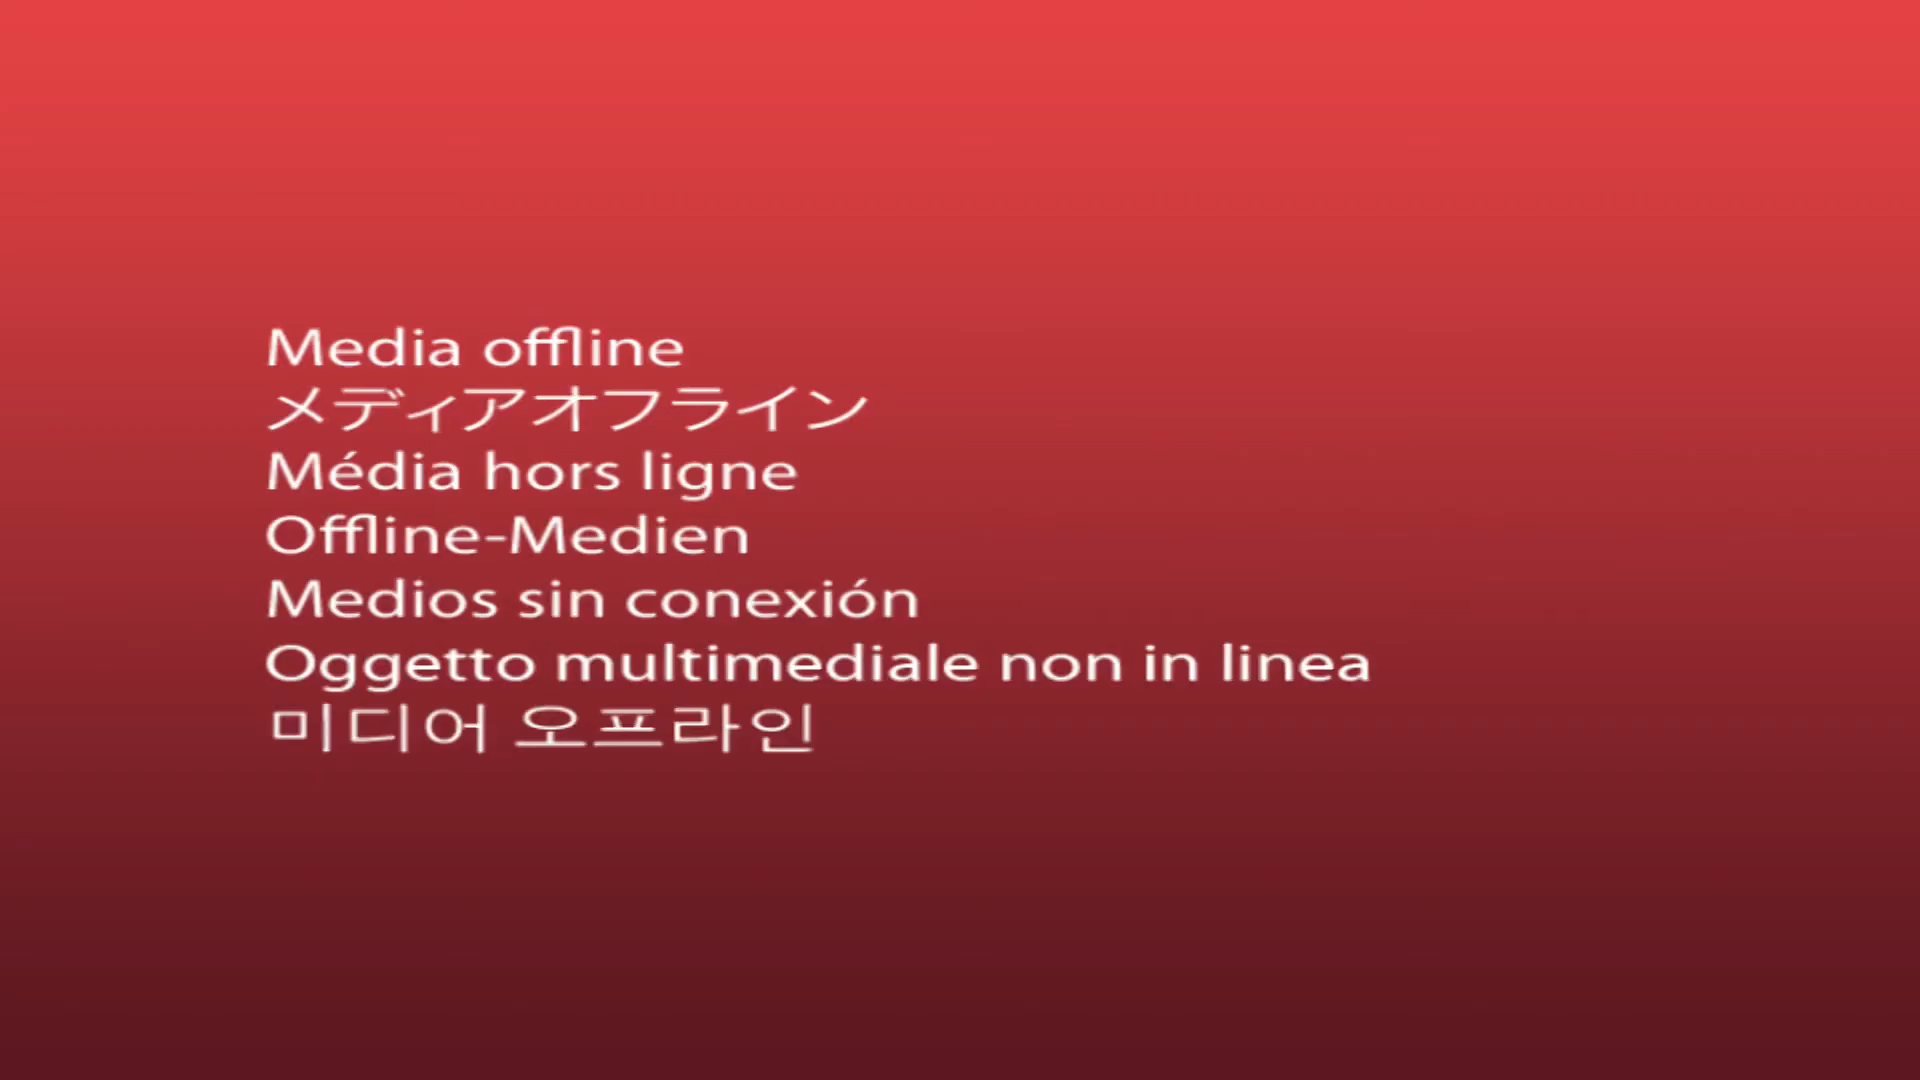 Media offline
メディアオフライン
Média hors ligne
Offline-Medien
Medios sin conexión
Oggetto multimediale non in linea
미디어 오프라인